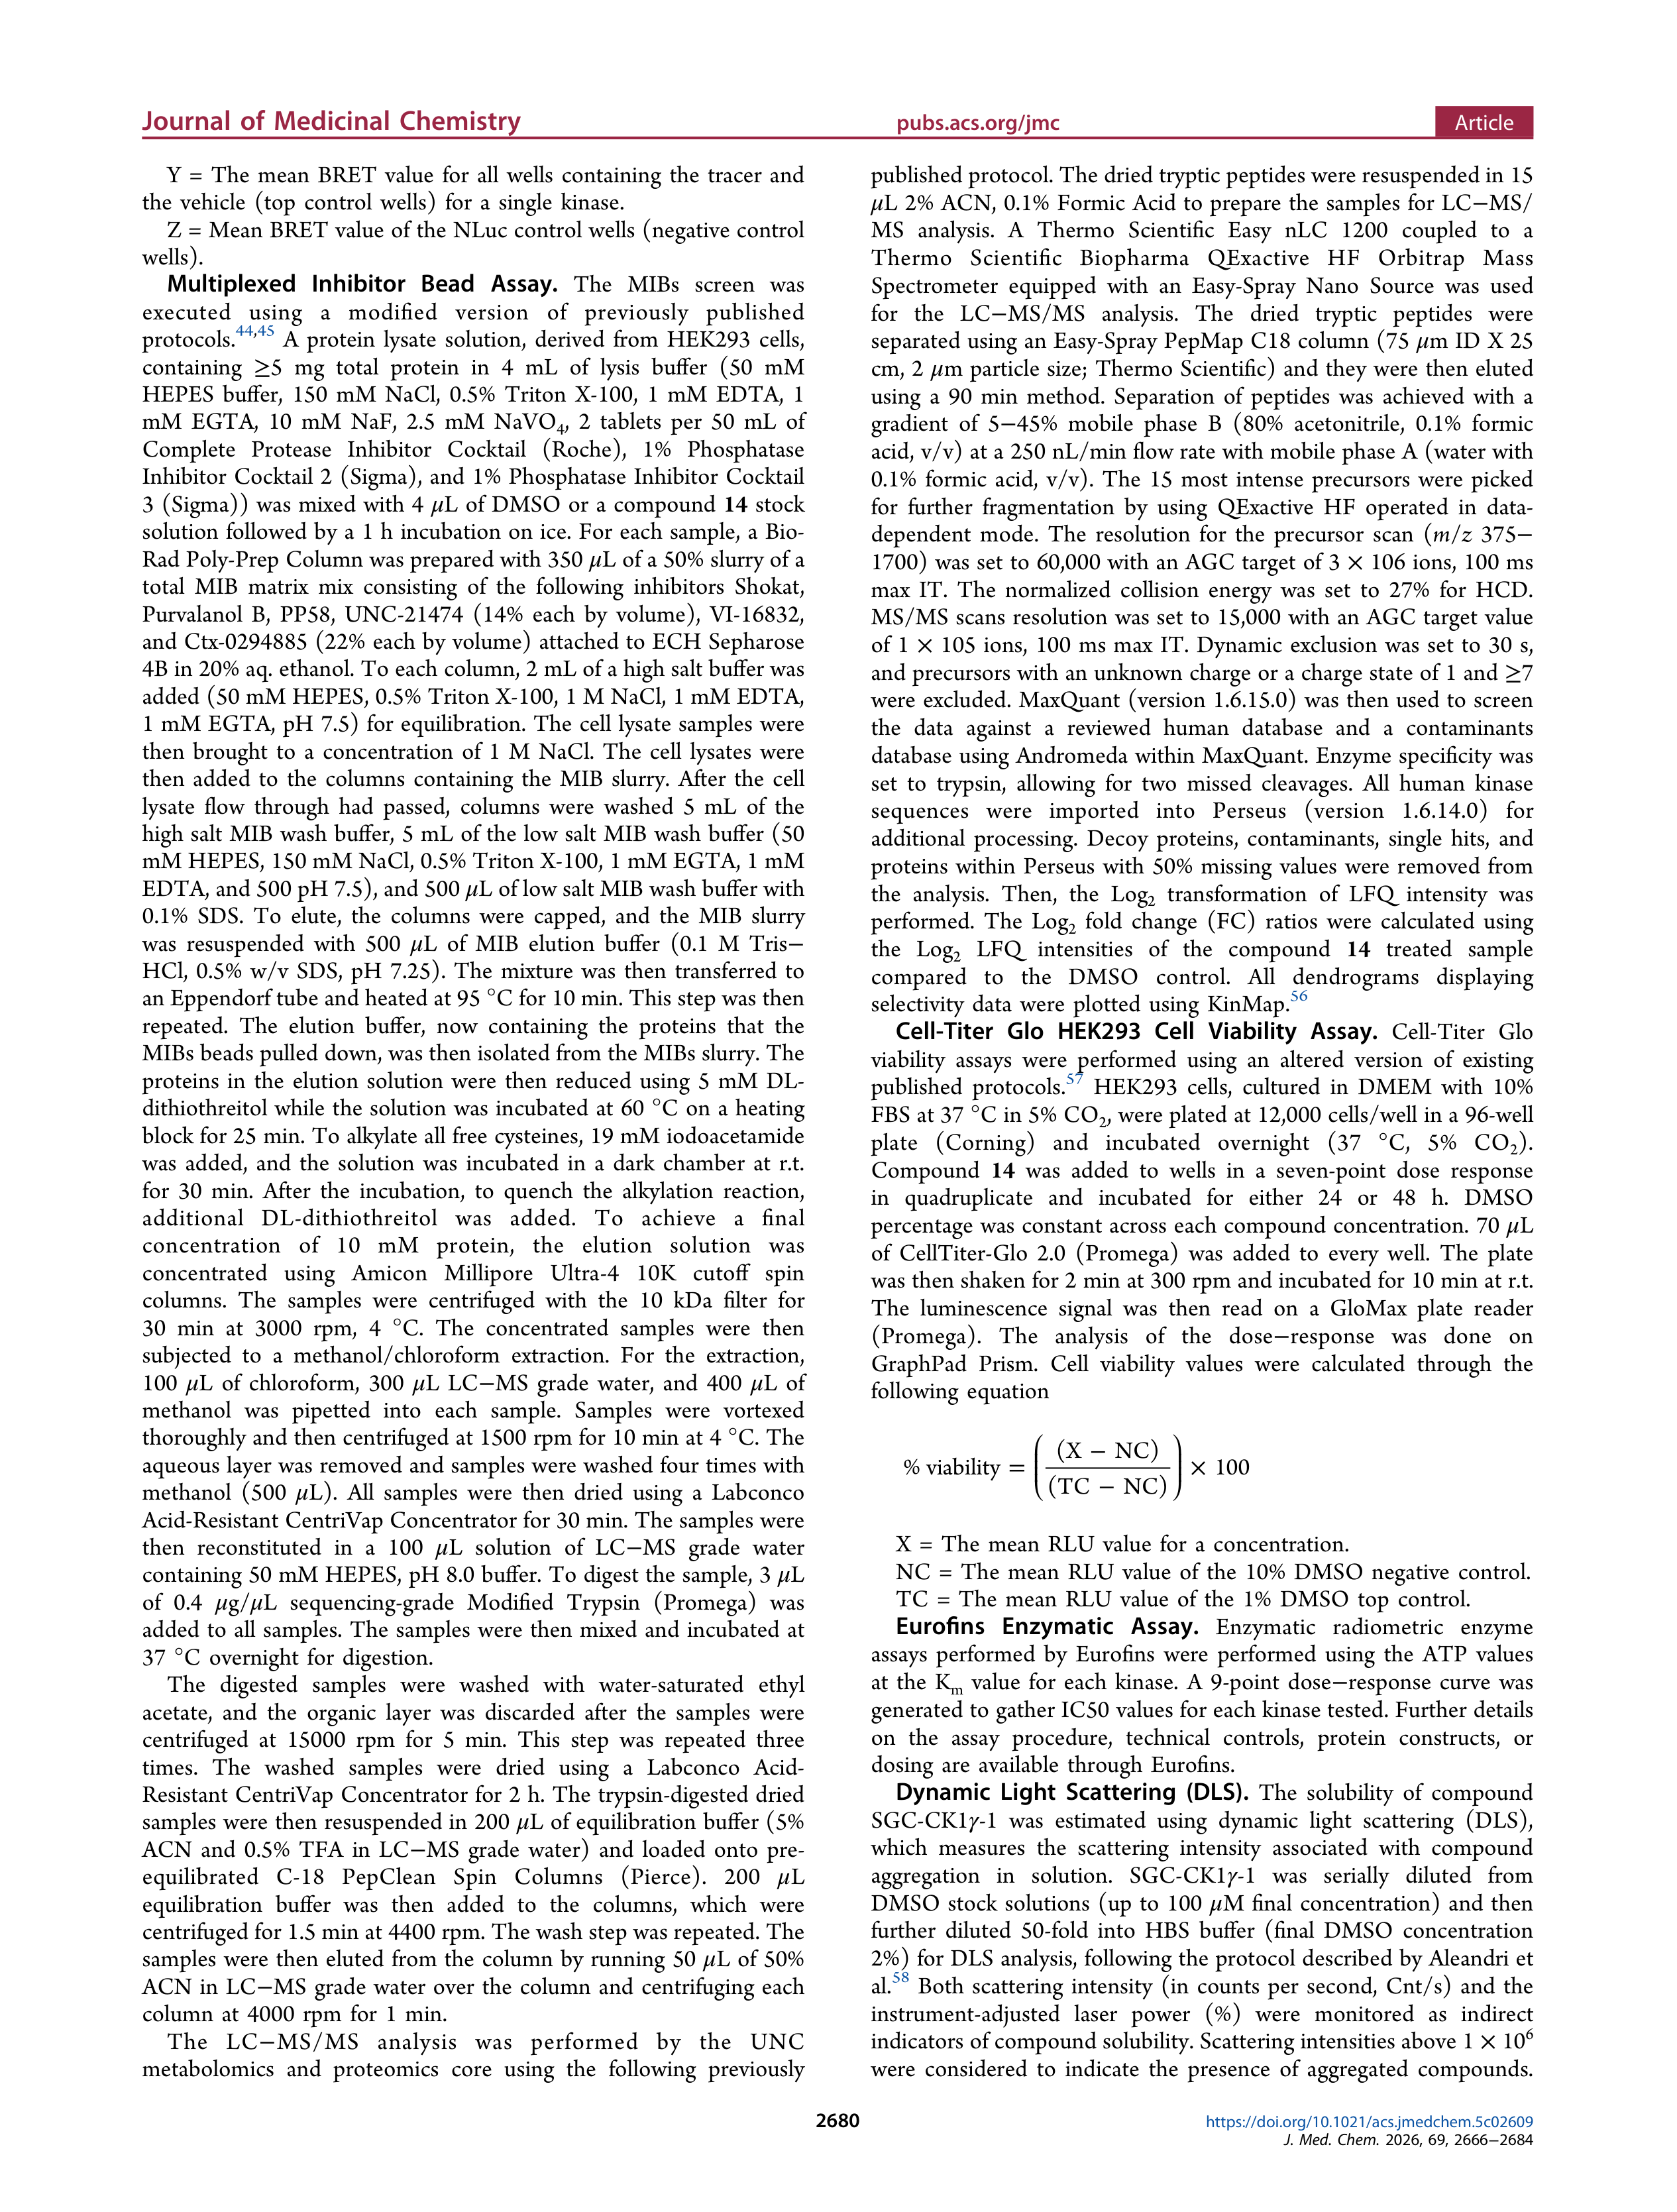 Journal of Medicinal Chemistry
pubs.acs.org/jmc
Article
Y = The mean BRET value for all wells containing the tracer and
the vehicle (top control wells) for a single kinase.
Z = Mean BRET value of the NLuc control wells (negative control
wells).
Multiplexed Inhibitor Bead Assay. The MIBs screen was
executed using a modified version of previously published
protocols.44,45 A protein lysate solution, derived from HEK293 cells,
containing ≥5 mg total protein in 4 mL of lysis buffer (50 mM
HEPES buffer, 150 mM NaCl, 0.5% Triton X-100, 1 mM EDTA, 1
mM EGTA, 10 mM NaF, 2.5 mM NaVO4, 2 tablets per 50 mL of
Complete Protease Inhibitor Cocktail (Roche), 1% Phosphatase
Inhibitor Cocktail 2 (Sigma), and 1% Phosphatase Inhibitor Cocktail
3 (Sigma)) was mixed with 4 μL of DMSO or a compound 14 stock
solution followed by a 1 h incubation on ice. For each sample, a Bio-
Rad Poly-Prep Column was prepared with 350 μL of a 50% slurry of a
total MIB matrix mix consisting of the following inhibitors Shokat,
Purvalanol B, PP58, UNC-21474 (14% each by volume), VI-16832,
and Ctx-0294885 (22% each by volume) attached to ECH Sepharose
4B in 20% aq. ethanol. To each column, 2 mL of a high salt buffer was
added (50 mM HEPES, 0.5% Triton X-100, 1 M NaCl, 1 mM EDTA,
1 mM EGTA, pH 7.5) for equilibration. The cell lysate samples were
then brought to a concentration of 1 M NaCl. The cell lysates were
then added to the columns containing the MIB slurry. After the cell
lysate flow through had passed, columns were washed 5 mL of the
high salt MIB wash buffer, 5 mL of the low salt MIB wash buffer (50
mM HEPES, 150 mM NaCl, 0.5% Triton X-100, 1 mM EGTA, 1 mM
EDTA, and 500 pH 7.5), and 500 μL of low salt MIB wash buffer with
0.1% SDS. To elute, the columns were capped, and the MIB slurry
was resuspended with 500 μL of MIB elution buffer (0.1 M Tris−
HCl, 0.5% w/v SDS, pH 7.25). The mixture was then transferred to
an Eppendorf tube and heated at 95 °C for 10 min. This step was then
repeated. The elution buffer, now containing the proteins that the
MIBs beads pulled down, was then isolated from the MIBs slurry. The
proteins in the elution solution were then reduced using 5 mM DL-
dithiothreitol while the solution was incubated at 60 °C on a heating
block for 25 min. To alkylate all free cysteines, 19 mM iodoacetamide
was added, and the solution was incubated in a dark chamber at r.t.
for 30 min. After the incubation, to quench the alkylation reaction,
additional DL-dithiothreitol was added. To achieve a final
concentration of 10 mM protein, the elution solution was
concentrated using Amicon Millipore Ultra-4 10K cutoff spin
columns. The samples were centrifuged with the 10 kDa filter for
30 min at 3000 rpm, 4 °C. The concentrated samples were then
subjected to a methanol/chloroform extraction. For the extraction,
100 μL of chloroform, 300 μL LC−MS grade water, and 400 μL of
methanol was pipetted into each sample. Samples were vortexed
thoroughly and then centrifuged at 1500 rpm for 10 min at 4 °C. The
aqueous layer was removed and samples were washed four times with
methanol (500 μL). All samples were then dried using a Labconco
Acid-Resistant CentriVap Concentrator for 30 min. The samples were
then reconstituted in a 100 μL solution of LC−MS grade water
containing 50 mM HEPES, pH 8.0 buffer. To digest the sample, 3 μL
of 0.4 μg/μL sequencing-grade Modified Trypsin (Promega) was
added to all samples. The samples were then mixed and incubated at
37 °C overnight for digestion.
The digested samples were washed with water-saturated ethyl
acetate, and the organic layer was discarded after the samples were
centrifuged at 15000 rpm for 5 min. This step was repeated three
times. The washed samples were dried using a Labconco Acid-
Resistant CentriVap Concentrator for 2 h. The trypsin-digested dried
samples were then resuspended in 200 μL of equilibration buffer (5%
ACN and 0.5% TFA in LC−MS grade water) and loaded onto pre-
equilibrated C-18 PepClean Spin Columns (Pierce). 200 μL
equilibration buffer was then added to the columns, which were
centrifuged for 1.5 min at 4400 rpm. The wash step was repeated. The
samples were then eluted from the column by running 50 μL of 50%
ACN in LC−MS grade water over the column and centrifuging each
column at 4000 rpm for 1 min.
The LC−MS/MS analysis was performed by the UNC
metabolomics and proteomics core using the following previously
published protocol. The dried tryptic peptides were resuspended in 15
μL 2% ACN, 0.1% Formic Acid to prepare the samples for LC−MS/
MS analysis. A Thermo Scientific Easy nLC 1200 coupled to a
Thermo Scientific Biopharma QExactive HF Orbitrap Mass
Spectrometer equipped with an Easy-Spray Nano Source was used
for the LC−MS/MS analysis. The dried tryptic peptides were
separated using an Easy-Spray PepMap C18 column (75 μm ID X 25
cm, 2 μm particle size; Thermo Scientific) and they were then eluted
using a 90 min method. Separation of peptides was achieved with a
gradient of 5−45% mobile phase B (80% acetonitrile, 0.1% formic
acid, v/v) at a 250 nL/min flow rate with mobile phase A (water with
0.1% formic acid, v/v). The 15 most intense precursors were picked
for further fragmentation by using QExactive HF operated in data-
dependent mode. The resolution for the precursor scan (m/z 375−
1700) was set to 60,000 with an AGC target of 3 × 106 ions, 100 ms
max IT. The normalized collision energy was set to 27% for HCD.
MS/MS scans resolution was set to 15,000 with an AGC target value
of 1 × 105 ions, 100 ms max IT. Dynamic exclusion was set to 30 s,
and precursors with an unknown charge or a charge state of 1 and ≥7
were excluded. MaxQuant (version 1.6.15.0) was then used to screen
the data against a reviewed human database and a contaminants
database using Andromeda within MaxQuant. Enzyme specificity was
set to trypsin, allowing for two missed cleavages. All human kinase
sequences were imported into Perseus (version 1.6.14.0) for
additional processing. Decoy proteins, contaminants, single hits, and
proteins within Perseus with 50% missing values were removed from
the analysis. Then, the Log2 transformation of LFQ intensity was
performed. The Log2 fold change (FC) ratios were calculated using
the Log2 LFQ intensities of the compound 14 treated sample
compared to the DMSO control. All dendrograms displaying
selectivity data were plotted using KinMap.56
Cell-Titer Glo HEK293 Cell Viability Assay. Cell-Titer Glo
viability assays were performed using an altered version of existing
published protocols.57 HEK293 cells, cultured in DMEM with 10%
FBS at 37 °C in 5% CO2, were plated at 12,000 cells/well in a 96-well
plate (Corning) and incubated overnight (37 °C, 5% CO2).
Compound 14 was added to wells in a seven-point dose response
in quadruplicate and incubated for either 24 or 48 h. DMSO
percentage was constant across each compound concentration. 70 μL
of CellTiter-Glo 2.0 (Promega) was added to every well. The plate
was then shaken for 2 min at 300 rpm and incubated for 10 min at r.t.
The luminescence signal was then read on a GloMax plate reader
(Promega). The analysis of the dose−response was done on
GraphPad Prism. Cell viability values were calculated through the
following equation
% viability = ((X − NC) / (TC − NC)) × 100
X = The mean RLU value for a concentration.
NC = The mean RLU value of the 10% DMSO negative control.
TC = The mean RLU value of the 1% DMSO top control.
Eurofins Enzymatic Assay. Enzymatic radiometric enzyme
assays performed by Eurofins were performed using the ATP values
at the Km value for each kinase. A 9-point dose−response curve was
generated to gather IC50 values for each kinase tested. Further details
on the assay procedure, technical controls, protein constructs, or
dosing are available through Eurofins.
Dynamic Light Scattering (DLS). The solubility of compound
SGC-CK1γ-1 was estimated using dynamic light scattering (DLS),
which measures the scattering intensity associated with compound
aggregation in solution. SGC-CK1γ-1 was serially diluted from
DMSO stock solutions (up to 100 μM final concentration) and then
further diluted 50-fold into HBS buffer (final DMSO concentration
2%) for DLS analysis, following the protocol described by Aleandri et
al.58 Both scattering intensity (in counts per second, Cnt/s) and the
instrument-adjusted laser power (%) were monitored as indirect
indicators of compound solubility. Scattering intensities above 1 × 10⁶
were considered to indicate the presence of aggregated compounds.
2680
https://doi.org/10.1021/acs.jmedchem.5c02609
J. Med. Chem. 2026, 69, 2666−2684